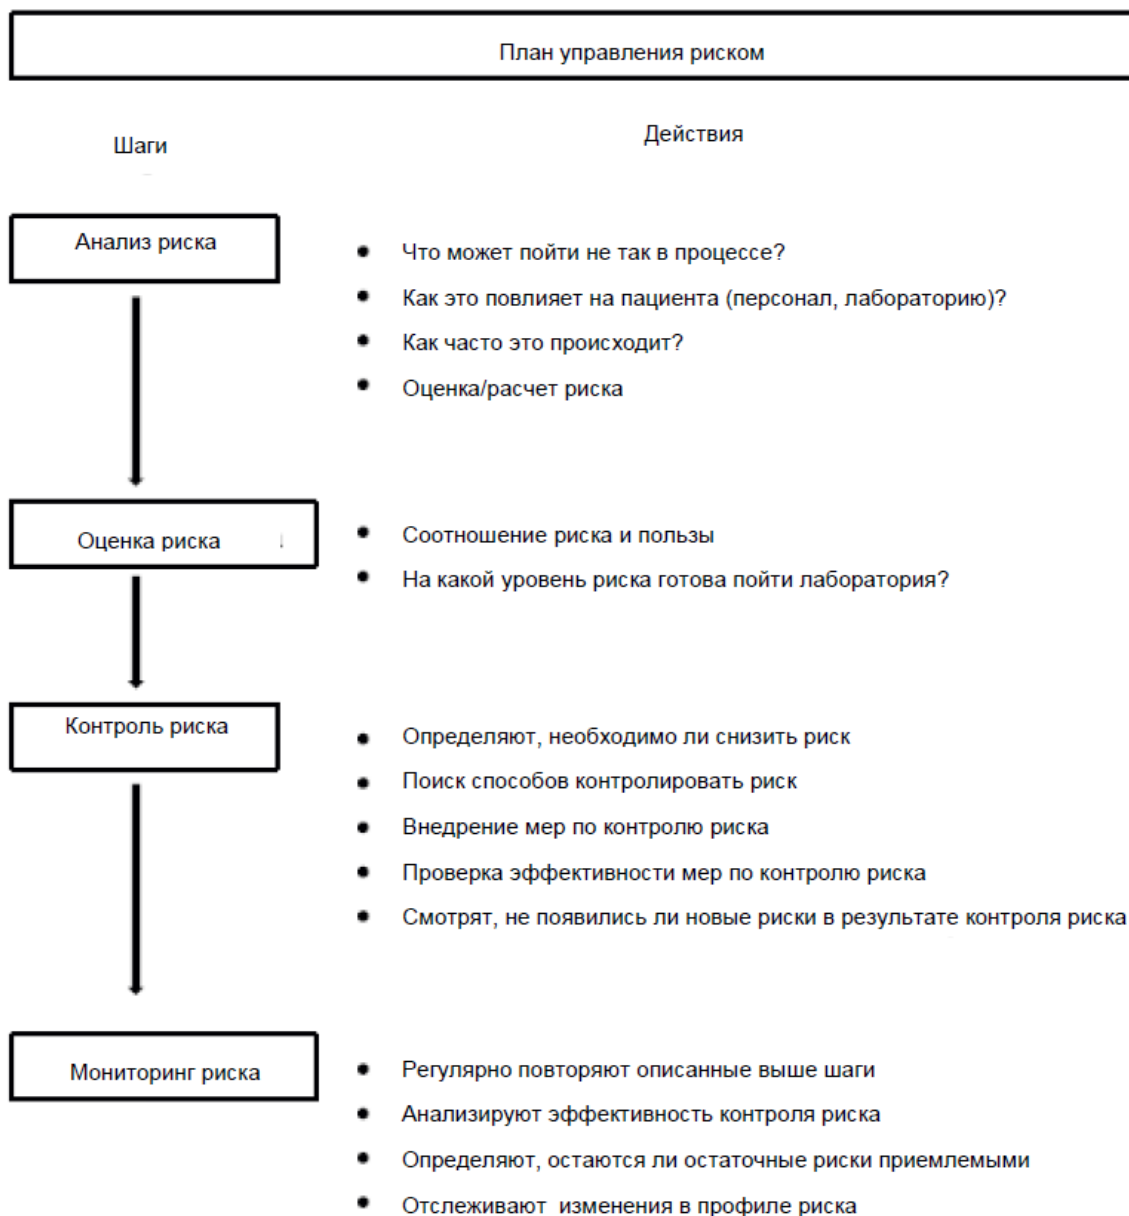 План управления риском
Шаги
Действия
Анализ риска
Что может пойти не так в процессе?
Как это повлияет на пациента (персонал, лабораторию)?
Как часто это происходит?
Оценка/расчет риска
Оценка риска
Соотношение риска и пользы
На какой уровень риска готова пойти лаборатория?
Контроль риска
Определяют, необходимо ли снизить риск
Поиск способов контролировать риск
Внедрение мер по контролю риска
Проверка эффективности мер по контролю риска
Смотрят, не появились ли новые риски в результате контроля риска
Мониторинг риска
Регулярно повторяют описанные выше шаги
Анализируют эффективность контроля риска
Определяют, остаются ли остаточные риски приемлемыми
Отслеживают изменения в профиле риска